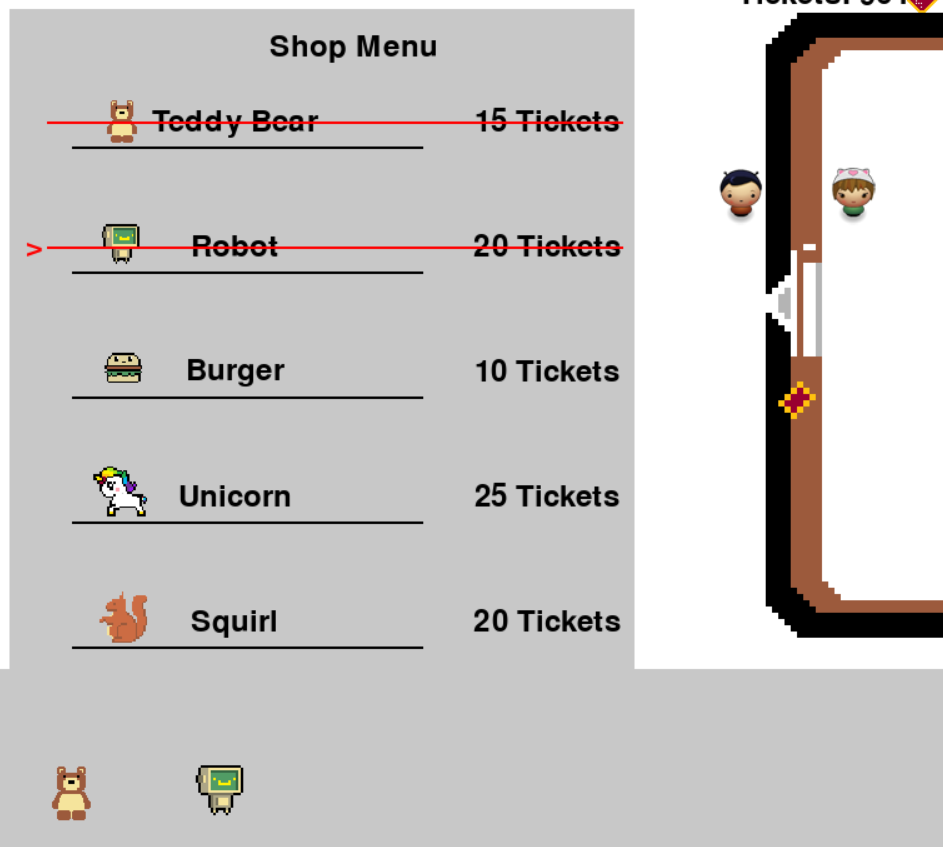 Shop Menu
Teddy Bear 15 Tickets
> Robot 20 Tickets
Burger 10 Tickets
Unicorn 25 Tickets
Squirl 20 Tickets